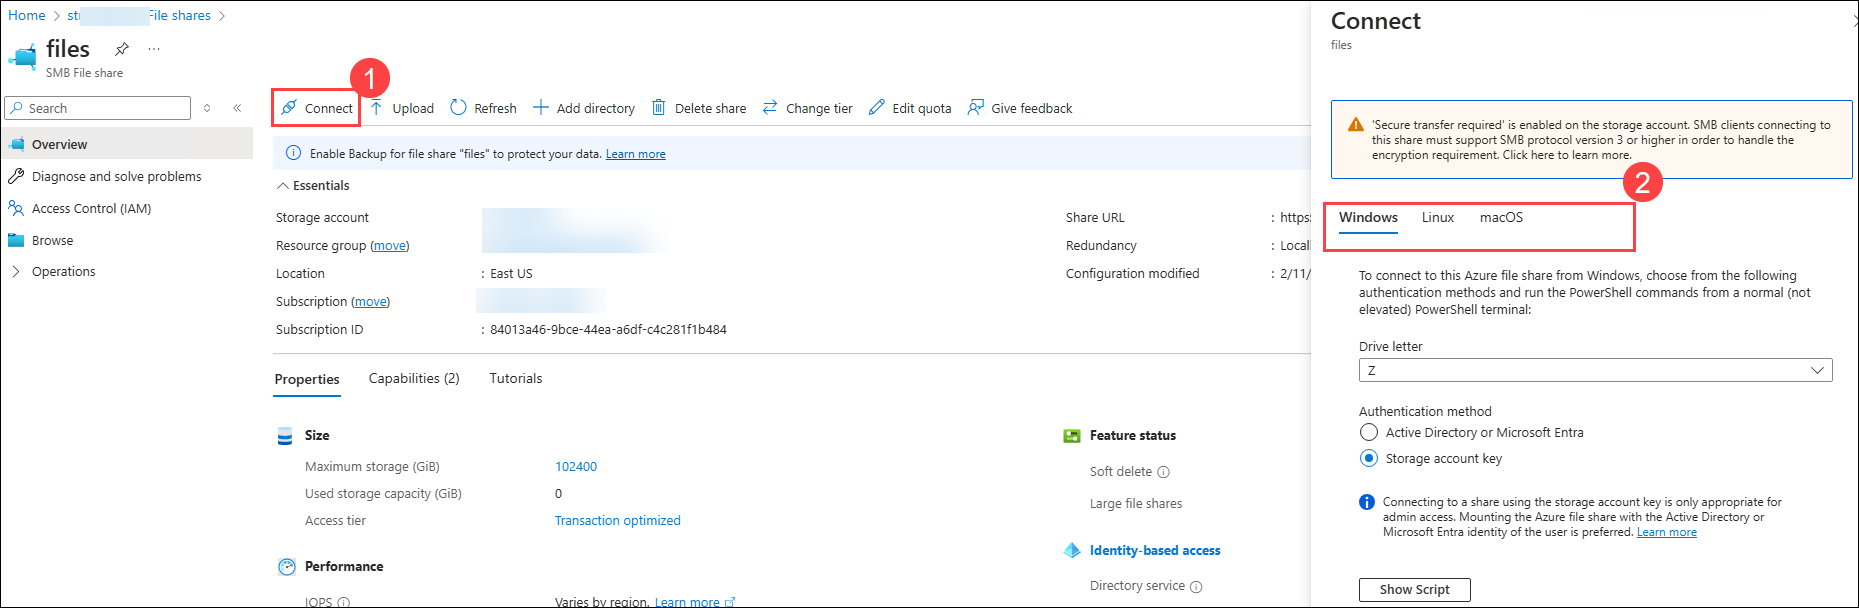 Home > st File shares >
files
SMB File share
Search
Overview
Diagnose and solve problems
Access Control (IAM)
Browse
Operations
1
Connect Upload Refresh Add directory Delete share Change tier Edit quota Give feedback
Enable Backup for file share "files" to protect your data. Learn more
Essentials
Storage account
Resource group (move)
Location : East US
Subscription (move)
Subscription ID : 84013a46-9bce-44ea-a6df-c4c281f1b484
Share URL : https:
Redundancy : Locall
Configuration modified : 2/11/
Properties Capabilities (2) Tutorials
Size
Maximum storage (GiB) 102400
Used storage capacity (GiB) 0
Access tier Transaction optimized
Performance
IOPS Varies by region. Learn more
Feature status
Soft delete
Large file shares
Identity-based access
Directory service
Connect
files
'Secure transfer required' is enabled on the storage account. SMB clients connecting to
this share must support SMB protocol version 3 or higher in order to handle the
encryption requirement. Click here to learn more.
2
Windows Linux macOS
To connect to this Azure file share from Windows, choose from the following
authentication methods and run the PowerShell commands from a normal (not
elevated) PowerShell terminal:
Drive letter
Z
Authentication method
Active Directory or Microsoft Entra
Storage account key
Connecting to a share using the storage account key is only appropriate for
admin access. Mounting the Azure file share with the Active Directory or
Microsoft Entra identity of the user is preferred. Learn more
Show Script